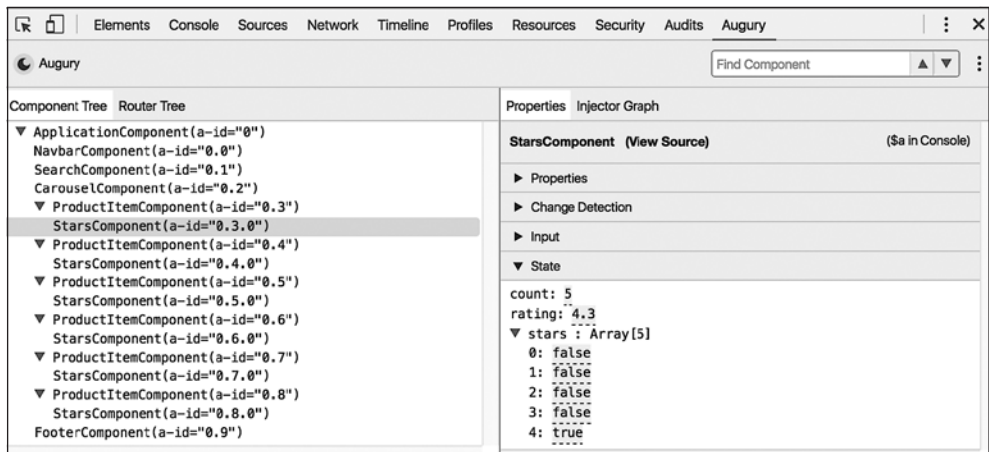 Elements Console Sources Network Timeline Profiles Resources Security Audits Augury
Augury
Find Component
Component Tree Router Tree
ApplicationComponent(a-id="0")
NavbarComponent(a-id="0.0")
SearchComponent(a-id="0.1")
CarouselComponent(a-id="0.2")
ProductItemComponent(a-id="0.3")
StarsComponent(a-id="0.3.0")
ProductItemComponent(a-id="0.4")
StarsComponent(a-id="0.4.0")
ProductItemComponent(a-id="0.5")
StarsComponent(a-id="0.5.0")
ProductItemComponent(a-id="0.6")
StarsComponent(a-id="0.6.0")
ProductItemComponent(a-id="0.7")
StarsComponent(a-id="0.7.0")
ProductItemComponent(a-id="0.8")
StarsComponent(a-id="0.8.0")
FooterComponent(a-id="0.9")
Properties Injector Graph
StarsComponent (View Source) ($a in Console)
Properties
Change Detection
Input
State
count: 5
rating: 4.3
stars : Array[5]
0: false
1: false
2: false
3: false
4: true